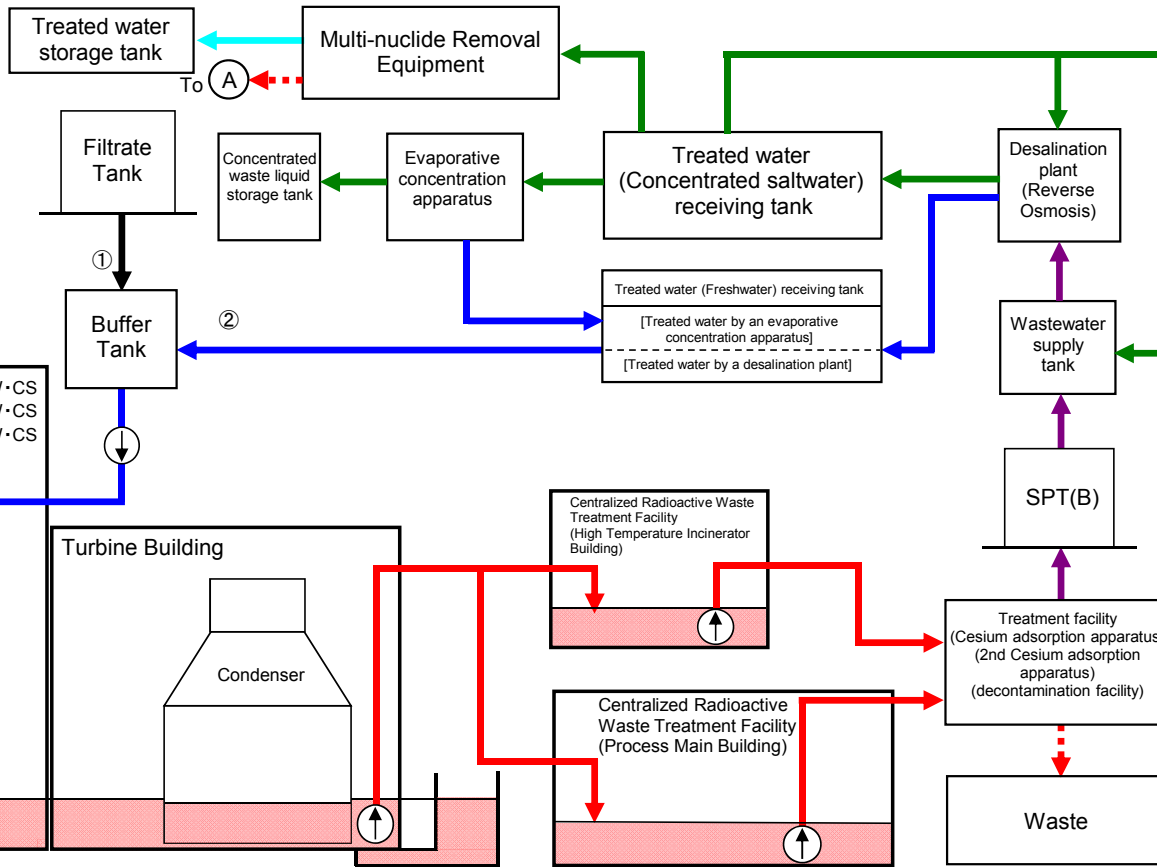 Treated water
storage tank
Multi-nuclide Removal
Equipment
To A
Filtrate
Tank
Concentrated
waste liquid
storage tank
Evaporative
concentration
apparatus
Treated water
(Concentrated saltwater)
receiving tank
Desalination
plant
(Reverse
Osmosis)
①
②
Buffer
Tank
Treated water (Freshwater) receiving tank
[Treated water by an evaporative
concentration apparatus]
[Treated water by a desalination plant]
Wastewater
supply
tank
・CS
・CS
・CS
SPT(B)
Centralized Radioactive Waste
Treatment Facility
(High Temperature Incinerator
Building)
Turbine Building
Condenser
Treatment facility
(Cesium adsorption apparatus
(2nd Cesium adsorption
apparatus)
(decontamination facility)
Centralized Radioactive
Waste Treatment Facility
(Process Main Building)
Waste